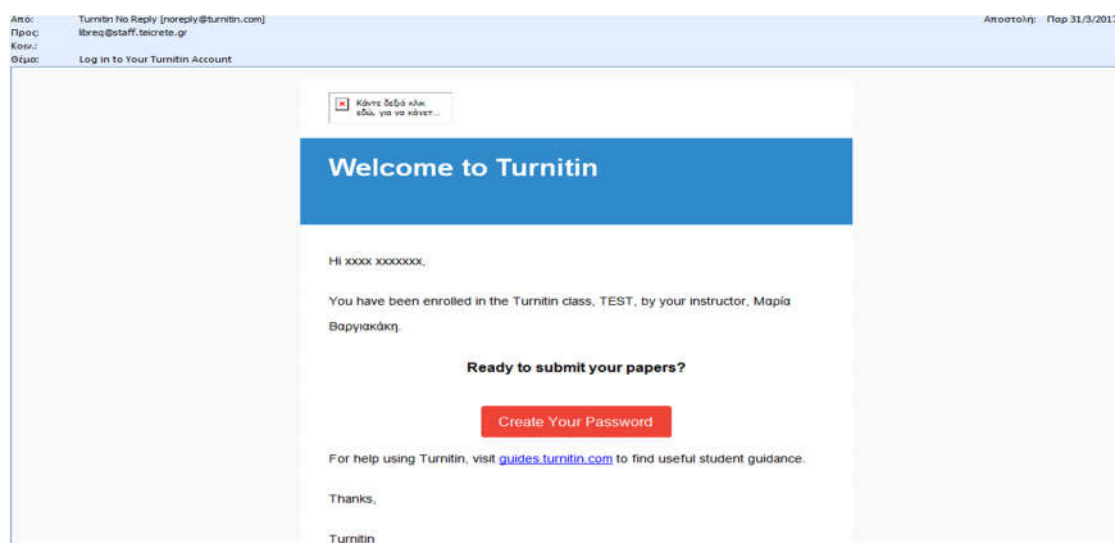 Από: Turnitin No Reply [noreply@turnitin.com] Αποστολή: Παρ 31/3/2017
Προς: libreq@staff.teicrete.gr
Κοιν.:
Θέμα: Log in to Your Turnitin Account
Κάντε δεξιό κλικ
εδώ, για να κάνετ...
Welcome to Turnitin
Hi xxxx xxxxxxx,
You have been enrolled in the Turnitin class, TEST, by your instructor, Μαρία
Βαργιακάκη.
Ready to submit your papers?
Create Your Password
For help using Turnitin, visit guides.turnitin.com to find useful student guidance.
Thanks,
Turnitin